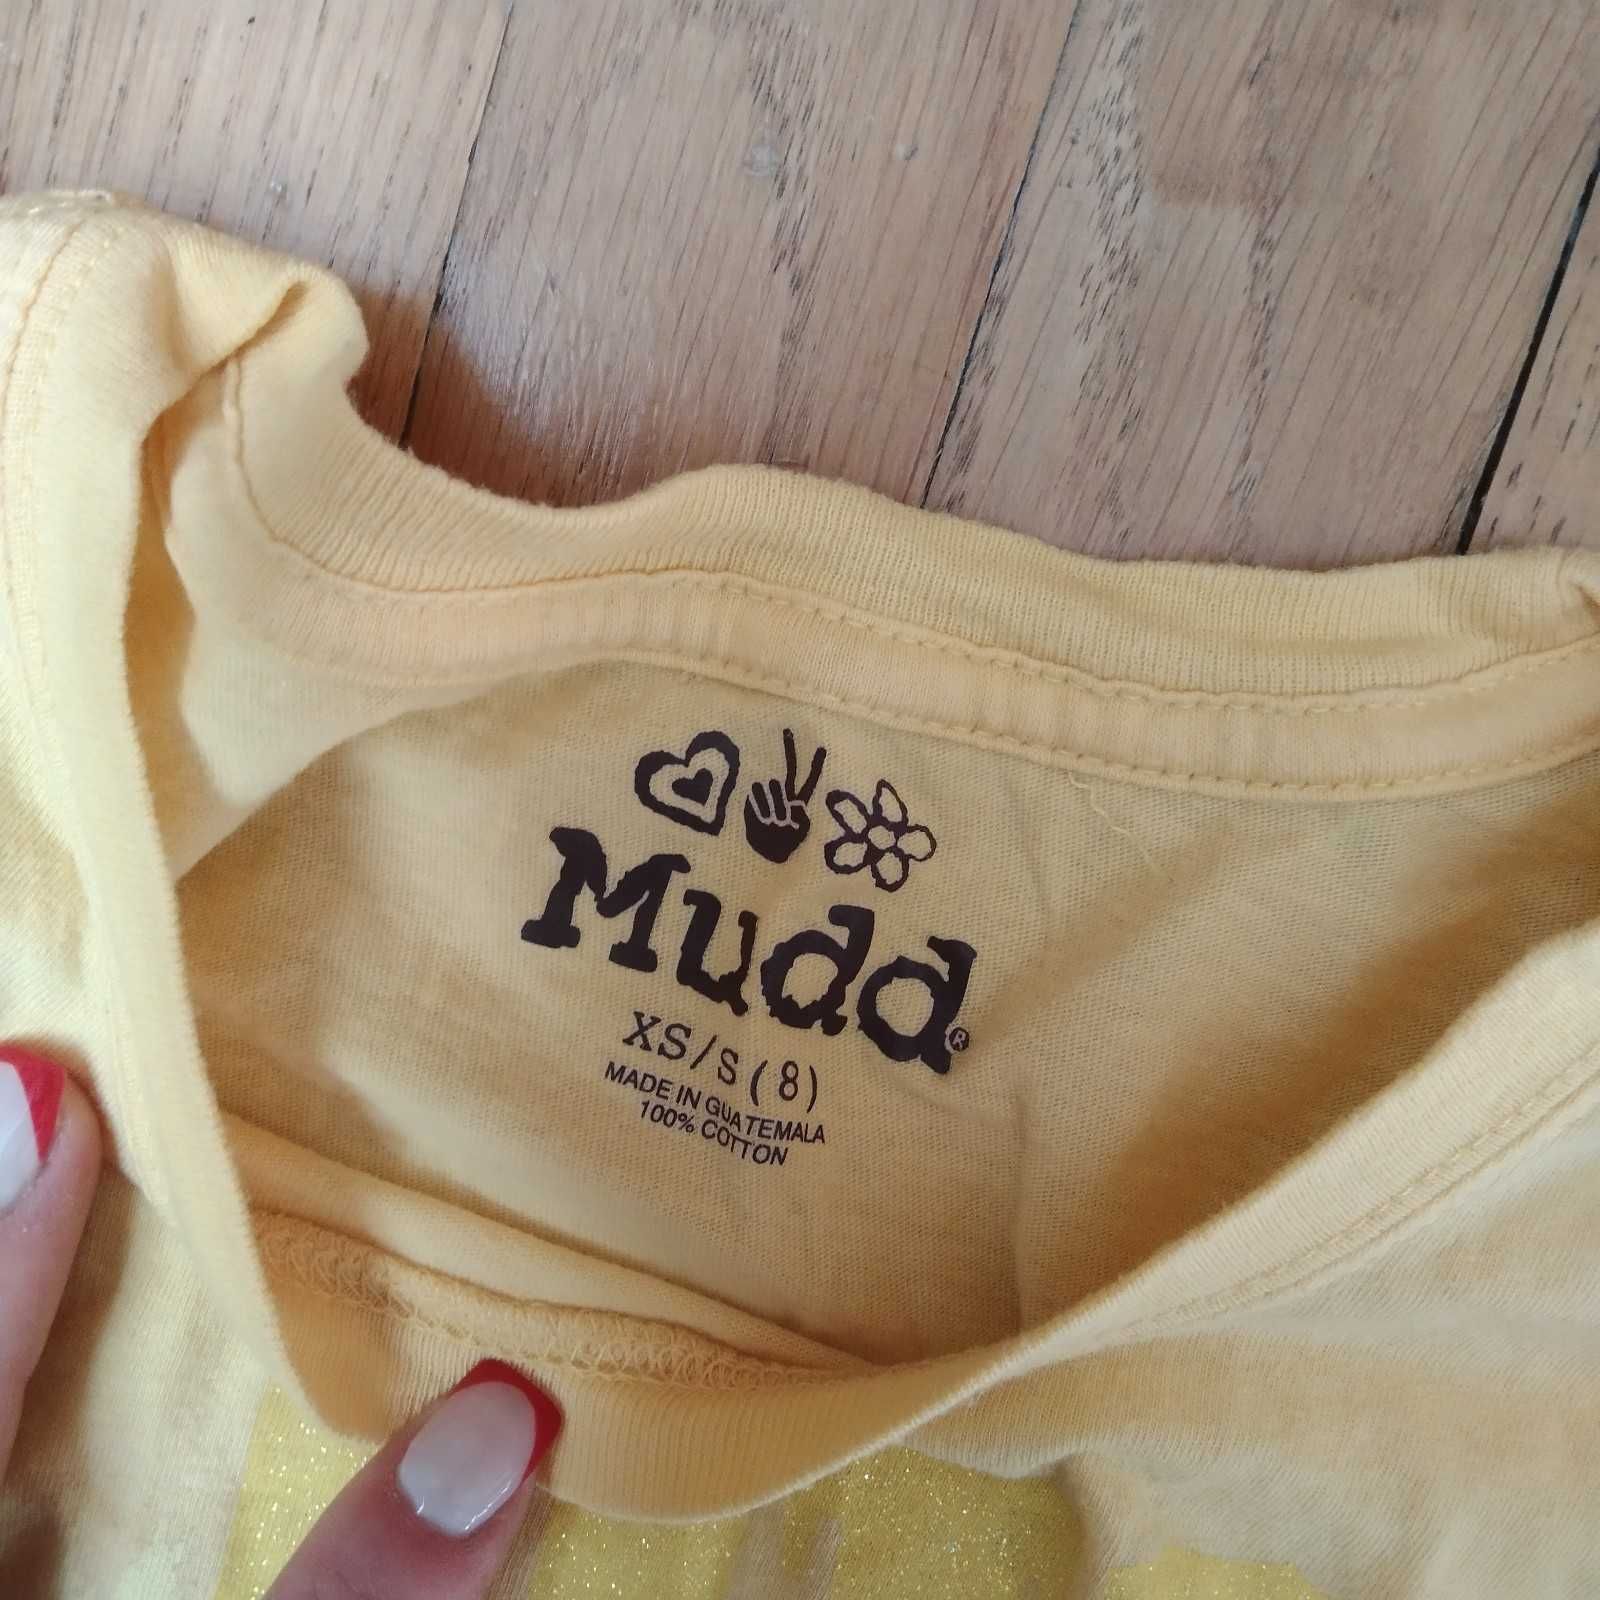 Mudd®
XS/S (8)
MADE IN GUATEMALA
100% COTTON